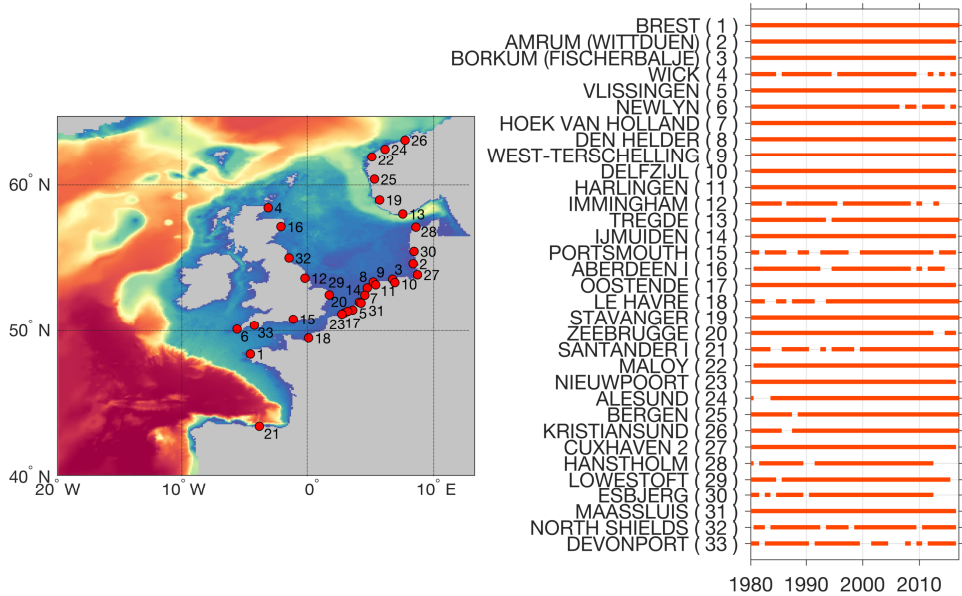 BREST ( 1 )
AMRUM (WITTDUEN) ( 2 )
BORKUM (FISCHERBALJE) ( 3 )
WICK ( 4 )
VLISSINGEN ( 5 )
NEWLYN ( 6 )
HOEK VAN HOLLAND ( 7 )
DEN HELDER ( 8 )
WEST-TERSCHELLING ( 9 )
DELFZIJL ( 10 )
HARLINGEN ( 11 )
IMMINGHAM ( 12 )
TREGDE ( 13 )
IJMUIDEN ( 14 )
PORTSMOUTH ( 15 )
ABERDEEN I ( 16 )
OOSTENDE ( 17 )
LE HAVRE ( 18 )
STAVANGER ( 19 )
ZEEBRUGGE ( 20 )
SANTANDER I ( 21 )
MALOY ( 22 )
NIEUWPOORT ( 23 )
ALESUND ( 24 )
BERGEN ( 25 )
KRISTIANSUND ( 26 )
CUXHAVEN 2 ( 27 )
HANSTHOLM ( 28 )
LOWESTOFT ( 29 )
ESBJERG ( 30 )
MAASSLUIS ( 31 )
NORTH SHIELDS ( 32 )
DEVONPORT ( 33 )
1980 1990 2000 2010
26
24
22
60° N
25
19
4
13
16
28
30
32
2
12 29 8 9 3 27
14 11 10
20 7
50° N
15 5 31
6 33 2317
18
1
21
40° N
20° W 10° W 0° 10° E